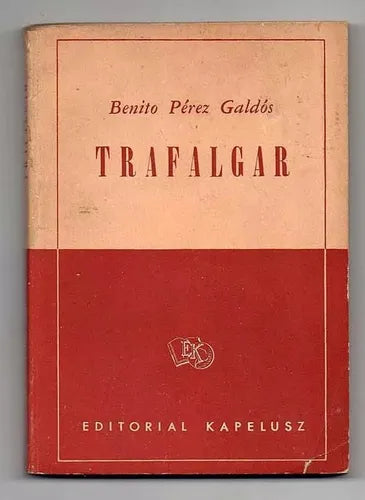 Benito Pérez Galdós
TRAFALGAR
EK
EDITORIAL KAPELUSZ